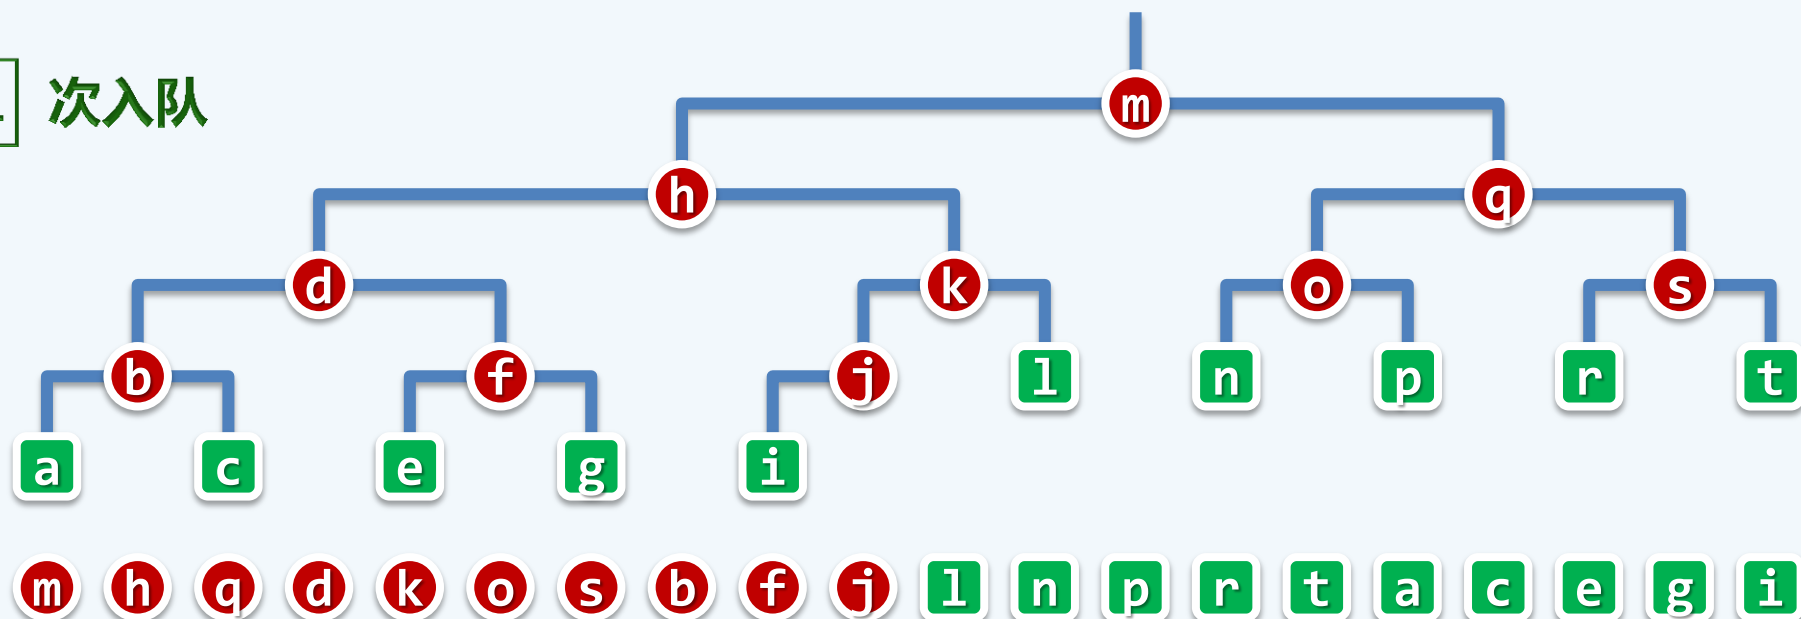 次入队
m
h q
d k o s
b f j l n p r t
a c e g i
m h q d k o s b f j l n p r t a c e g i